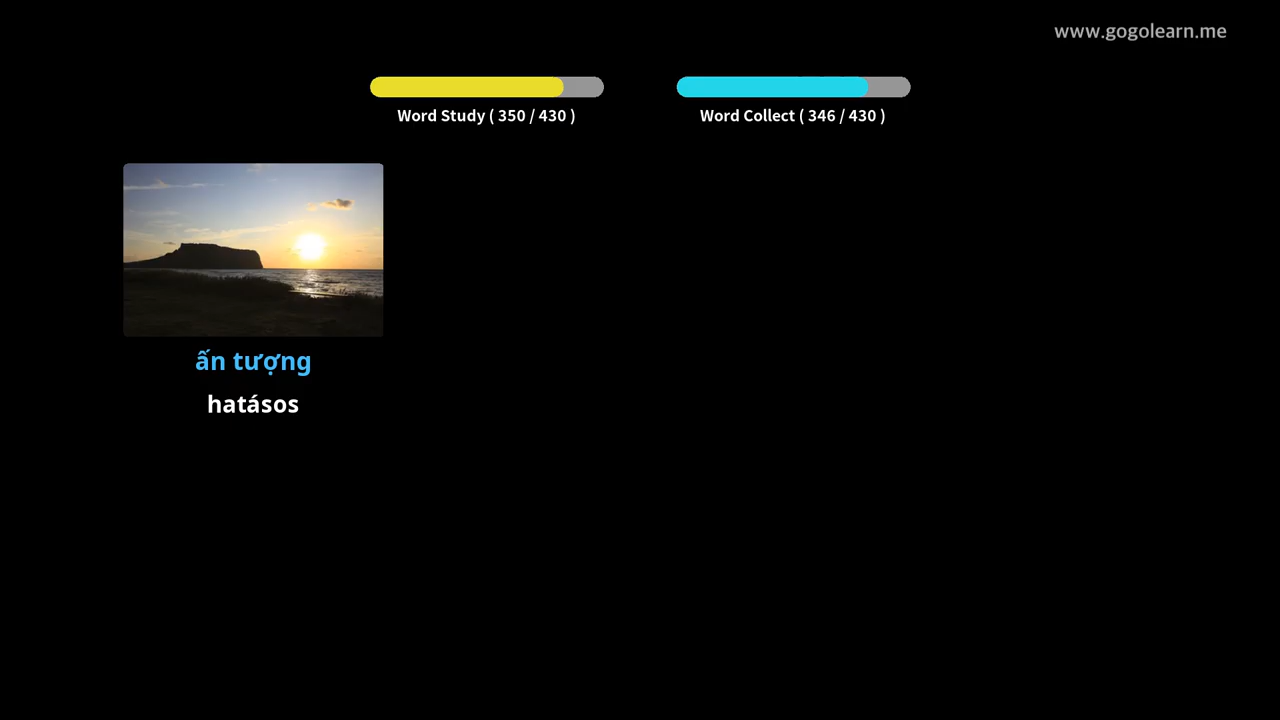 www.gogolearn.me
Word Study ( 350 / 430 )
Word Collect ( 346 / 430 )
ấn tượng
hatásos